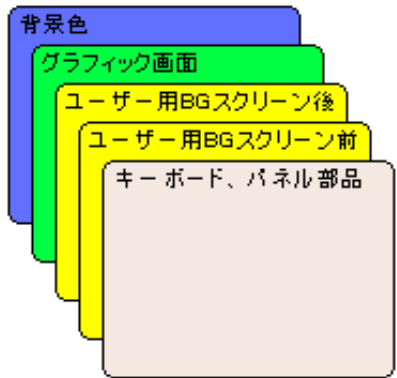 背景色
グラフィック画面
ユーザー用BGスクリーン後
ユーザー用BGスクリーン前
キーボード、パネル部品